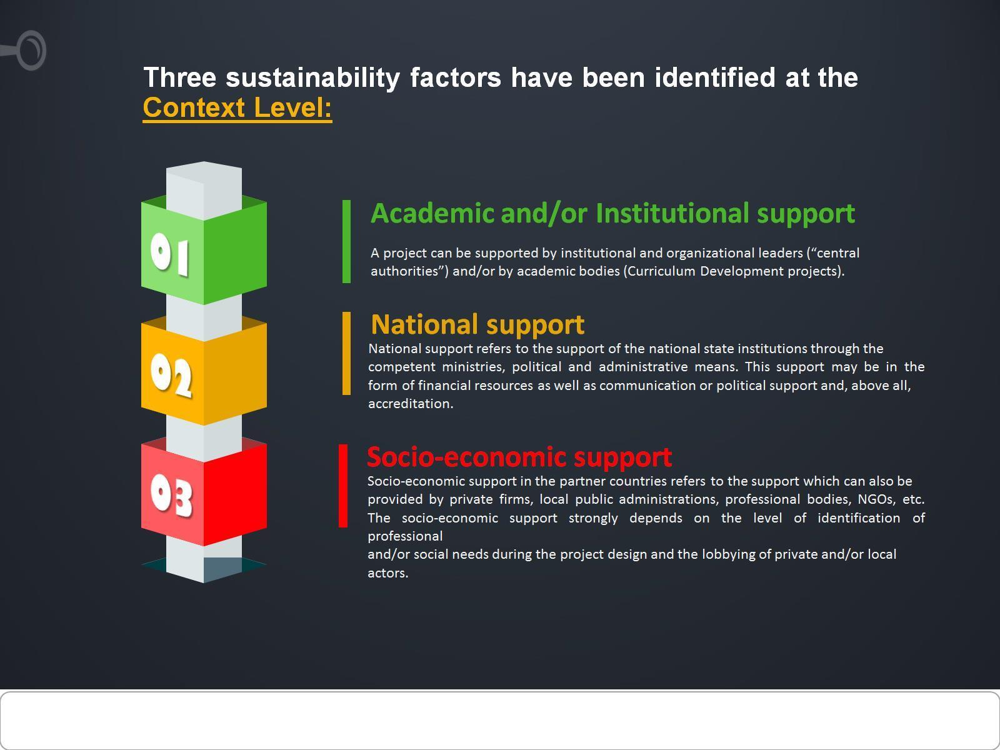 Three sustainability factors have been identified at the
Context Level:
01
Academic and/or Institutional support
A project can be supported by institutional and organizational leaders (“central
authorities”) and/or by academic bodies (Curriculum Development projects).
02
National support
National support refers to the support of the national state institutions through the
competent ministries, political and administrative means. This support may be in the
form of financial resources as well as communication or political support and, above all,
accreditation.
03
Socio-economic support
Socio-economic support in the partner countries refers to the support which can also be
provided by private firms, local public administrations, professional bodies, NGOs, etc.
The socio-economic support strongly depends on the level of identification of
professional
and/or social needs during the project design and the lobbying of private and/or local
actors.